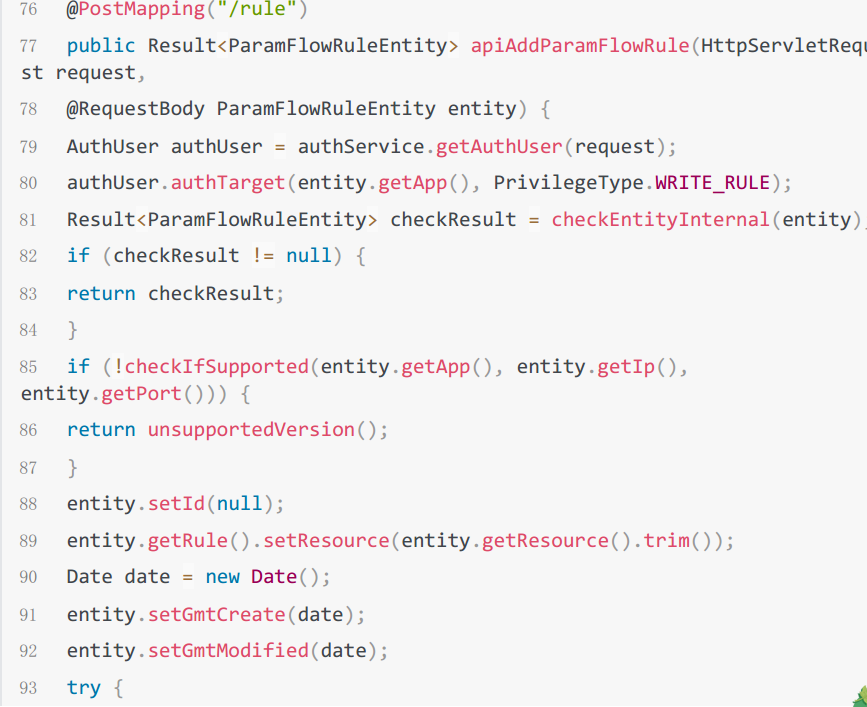 76 @PostMapping("/rule")
77 public Result<ParamFlowRuleEntity> apiAddParamFlowRule(HttpServletRequ
st request,
78 @RequestBody ParamFlowRuleEntity entity) {
79 AuthUser authUser = authService.getAuthUser(request);
80 authUser.authTarget(entity.getApp(), PrivilegeType.WRITE_RULE);
81 Result<ParamFlowRuleEntity> checkResult = checkEntityInternal(entity);
82 if (checkResult != null) {
83 return checkResult;
84 }
85 if (!checkIfSupported(entity.getApp(), entity.getIp(),
entity.getPort())) {
86 return unsupportedVersion();
87 }
88 entity.setId(null);
89 entity.getRule().setResource(entity.getResource().trim());
90 Date date = new Date();
91 entity.setGmtCreate(date);
92 entity.setGmtModified(date);
93 try {